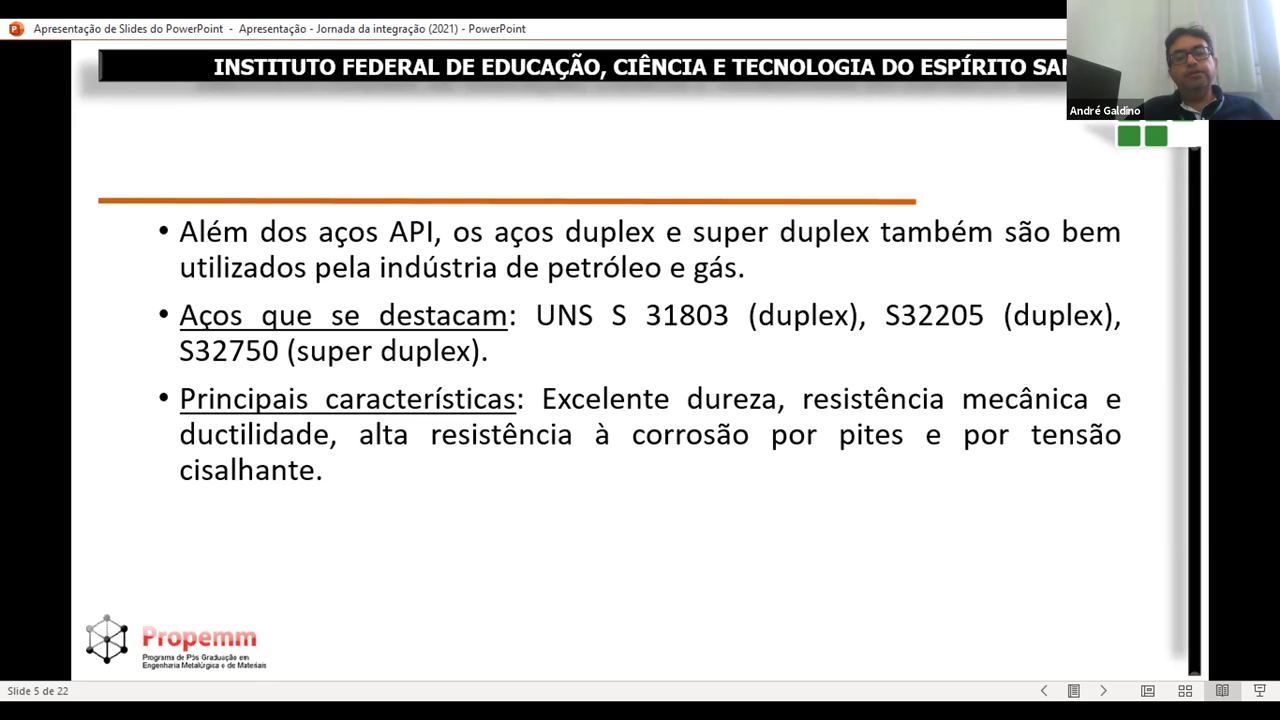 Apresentação de Slides do PowerPoint - Apresentação - Jornada da integração (2021) - PowerPoint
INSTITUTO FEDERAL DE EDUCAÇÃO, CIÊNCIA E TECNOLOGIA DO ESPÍRITO SAN
André Galdino
• Além dos aços API, os aços duplex e super duplex também são bem
utilizados pela indústria de petróleo e gás.
• Aços que se destacam: UNS S 31803 (duplex), S32205 (duplex),
S32750 (super duplex).
• Principais características: Excelente dureza, resistência mecânica e
ductilidade, alta resistência à corrosão por pites e por tensão
cisalhante.
Propemm
Programa de Pós Graduação em
Engenharia Metalúrgica e de Materiais
Slide 5 de 22